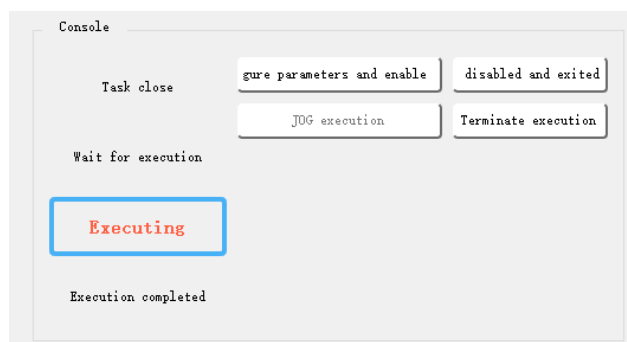 Console
Task close
gure parameters and enable
disabled and exited
JOG execution
Terminate execution
Wait for execution
Executing
Execution completed